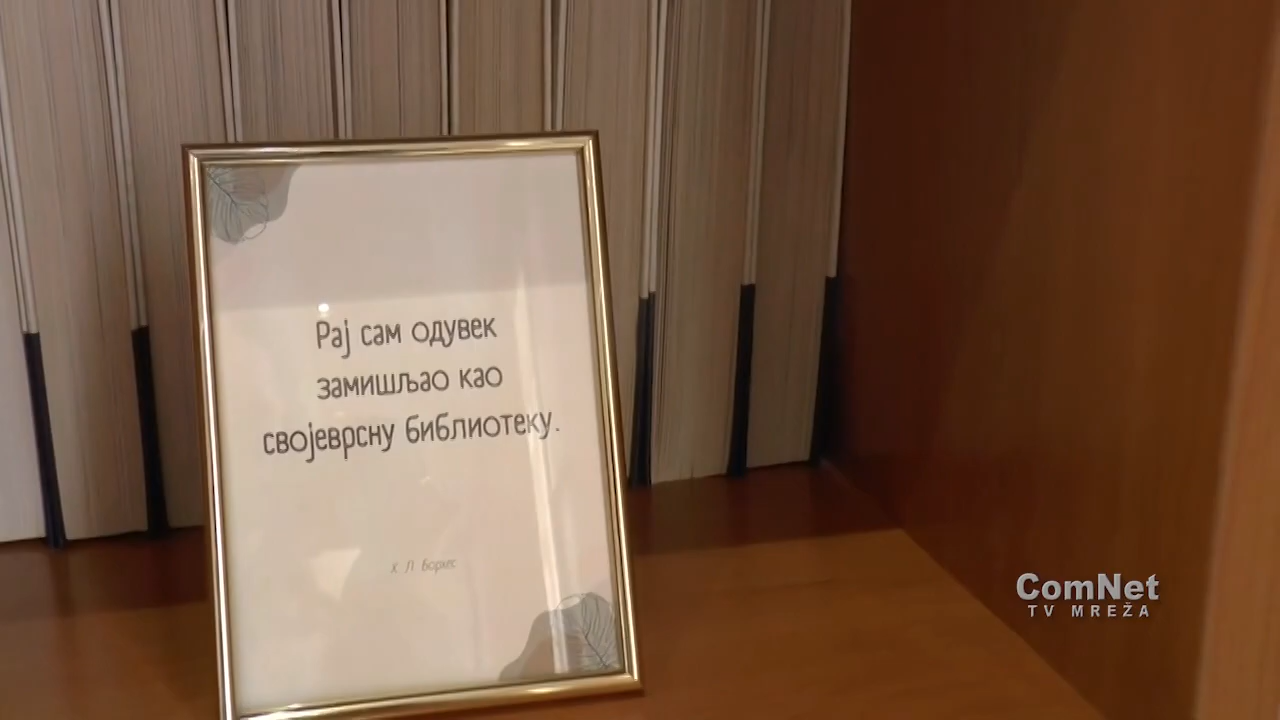 Рај сам одувек
замишљао као
својеврсну библиотеку.
Х. Л. Борхес
ComNet
TV MREŽA